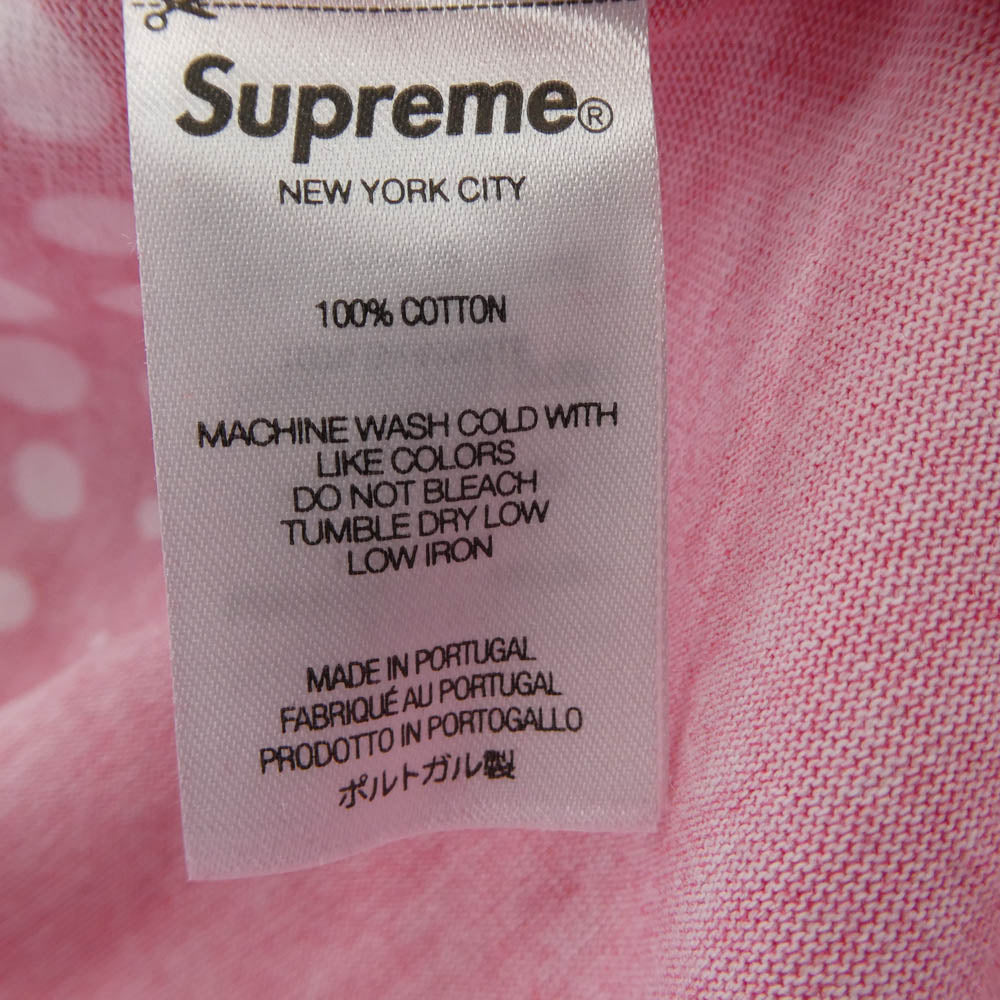 Supreme®
NEW YORK CITY
100% COTTON
MACHINE WASH COLD WITH
LIKE COLORS
DO NOT BLEACH
TUMBLE DRY LOW
LOW IRON
MADE IN PORTUGAL
FABRIQUÉ AU PORTUGAL
PRODOTTO IN PORTOGALLO
ポルトガル製